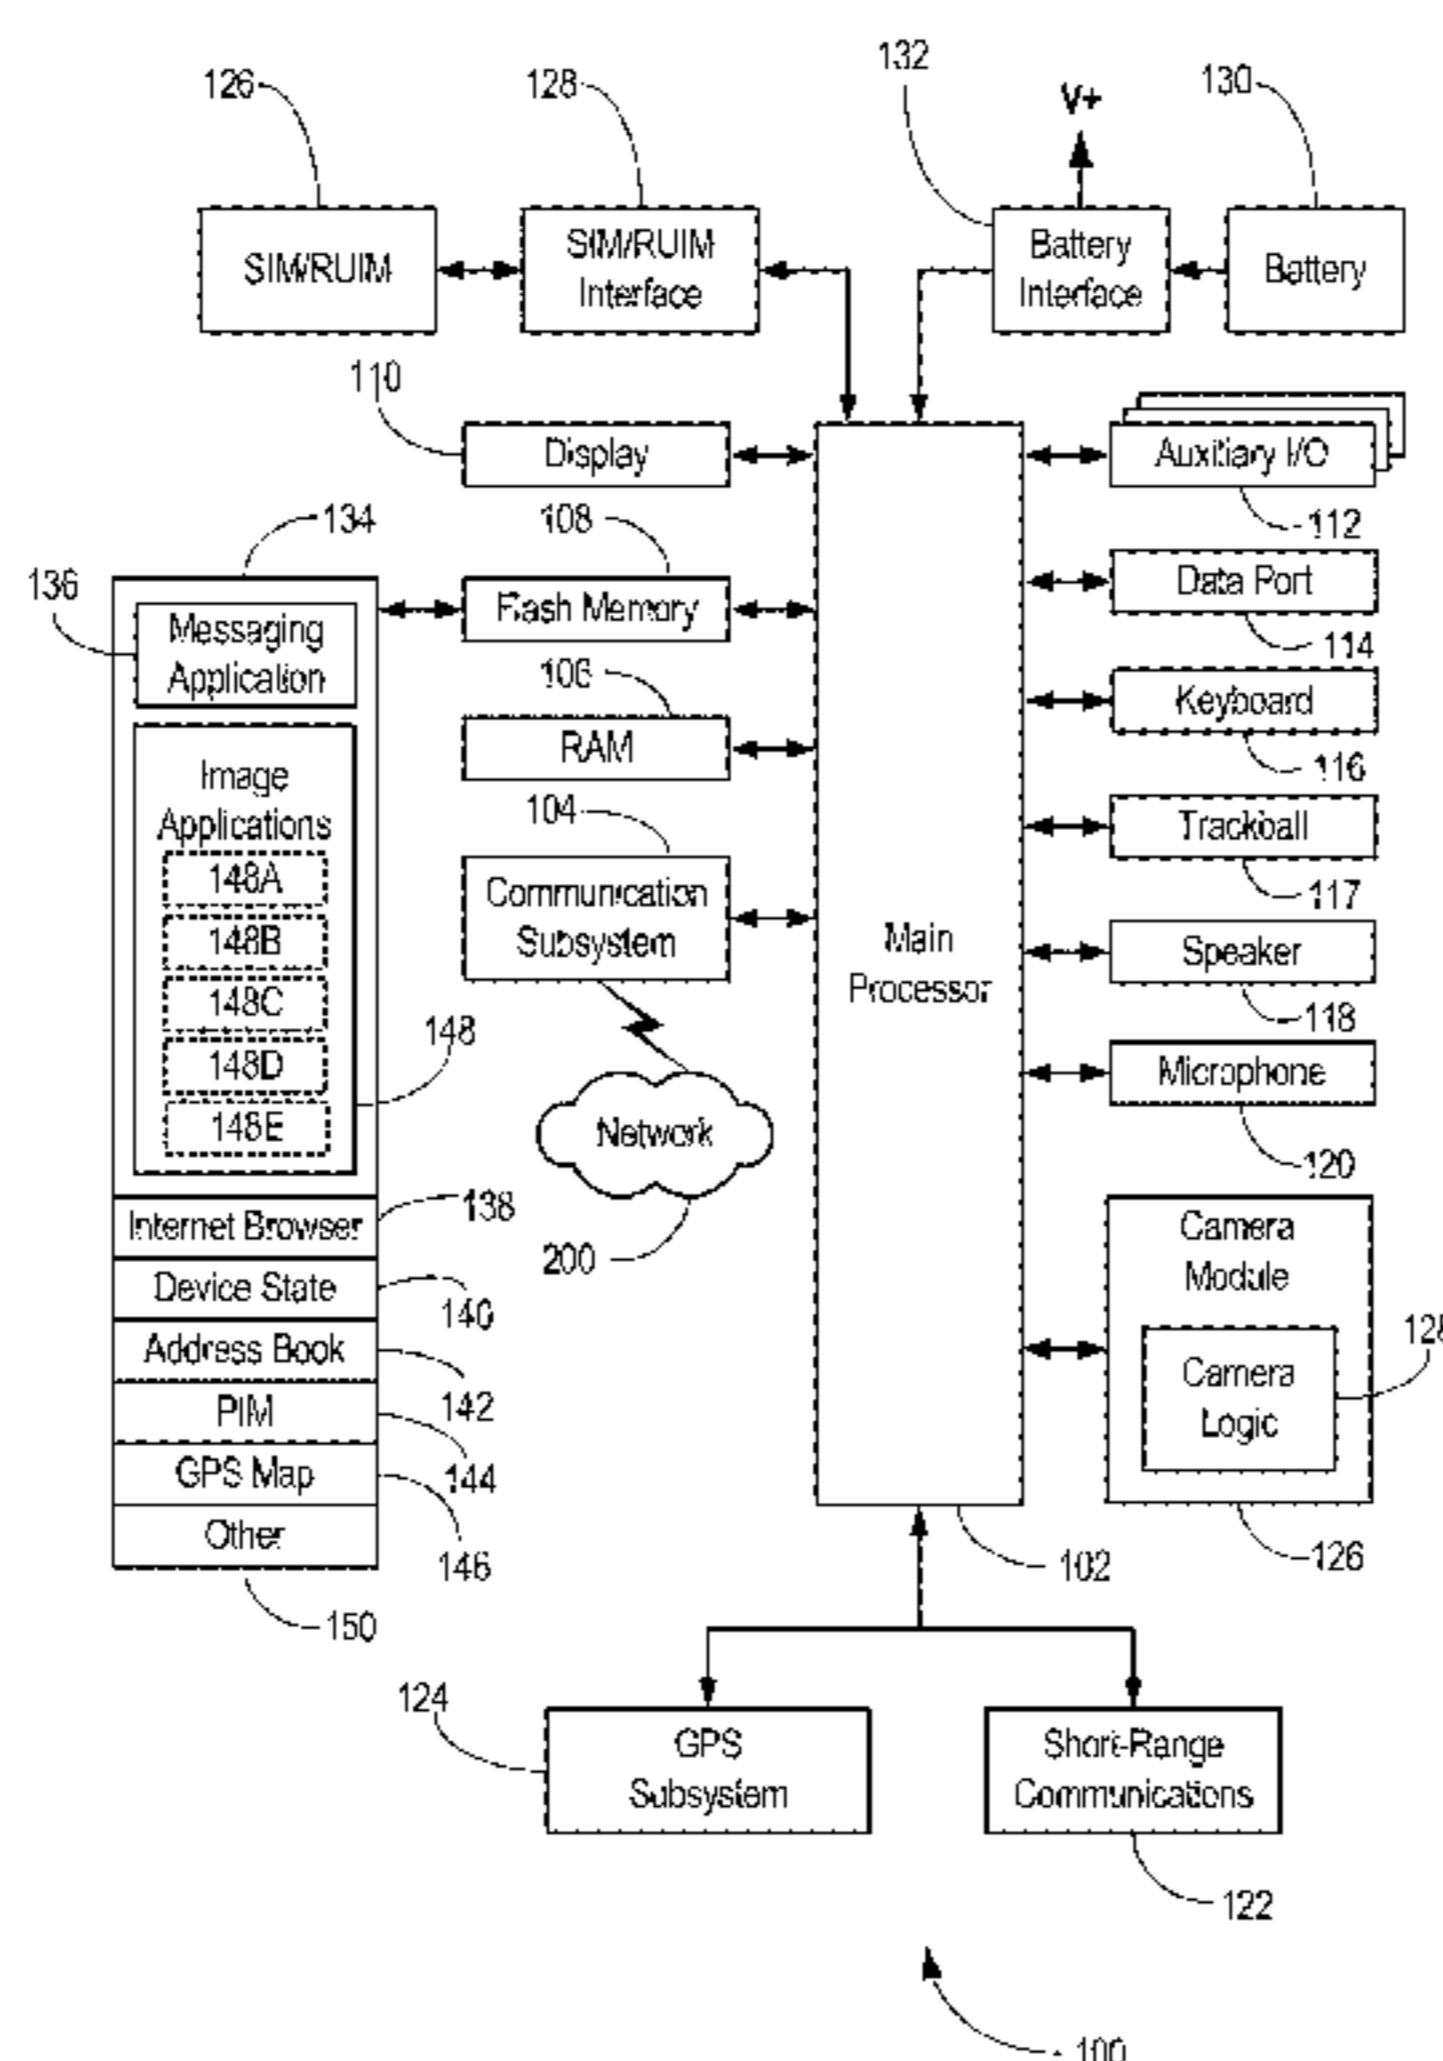 126
128
132
V+
130
SIM/RUIM
SIM/RUIM
Interface
Battery
Interface
Battery
110
Display
Auxitiary I/O
112
134
108
136
Messaging
Application
Flash Memory
Data Port
114
106
RAM
Keyboard
116
Image
Applications
148A
148B
148C
148D
148E
148
104
Communication
Subsystem
Main
Processor
Trackball
117
Speaker
118
Network
200
Microphone
120
Internet Browser
138
Device State
140
Address Book
142
PIM
144
GPS Map
146
Other
150
Camera
Module
Camera
Logic
128
126
102
124
GPS
Subsystem
Short-Range
Communications
122
100